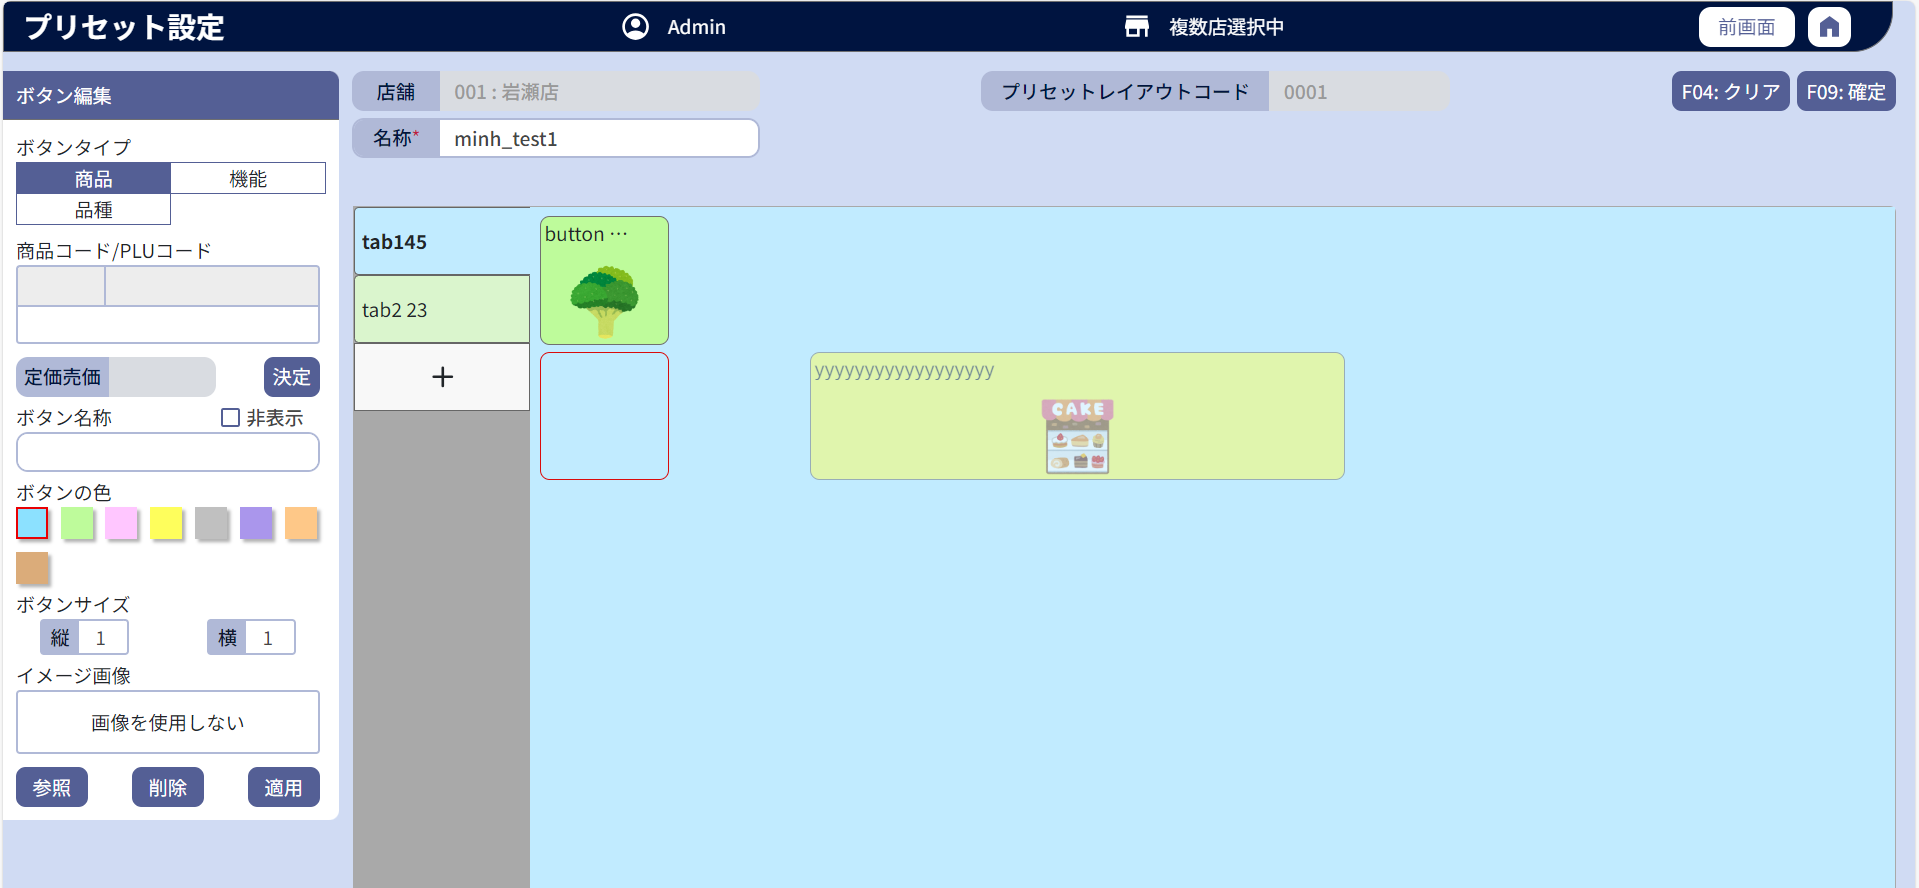 プリセット設定
Admin
複数店選択中
前画面
ボタン編集
店舗
001 : 岩瀬店
プリセットレイアウトコード
0001
F04: クリア
F09: 確定
名称*
minh_test1
ボタンタイプ
商品
機能
品種
商品コード/PLUコード
定価売価
決定
ボタン名称
非表示
ボタンの色
ボタンサイズ
縦
1
横
1
イメージ画像
画像を使用しない
参照
削除
適用
tab145
tab2 23
+
button …
yyyyyyyyyyyyyyyyyy
CAKE